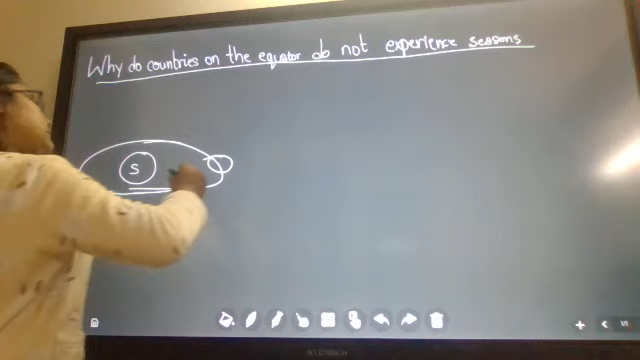 Why do countries on the equator do not experience seasons
S